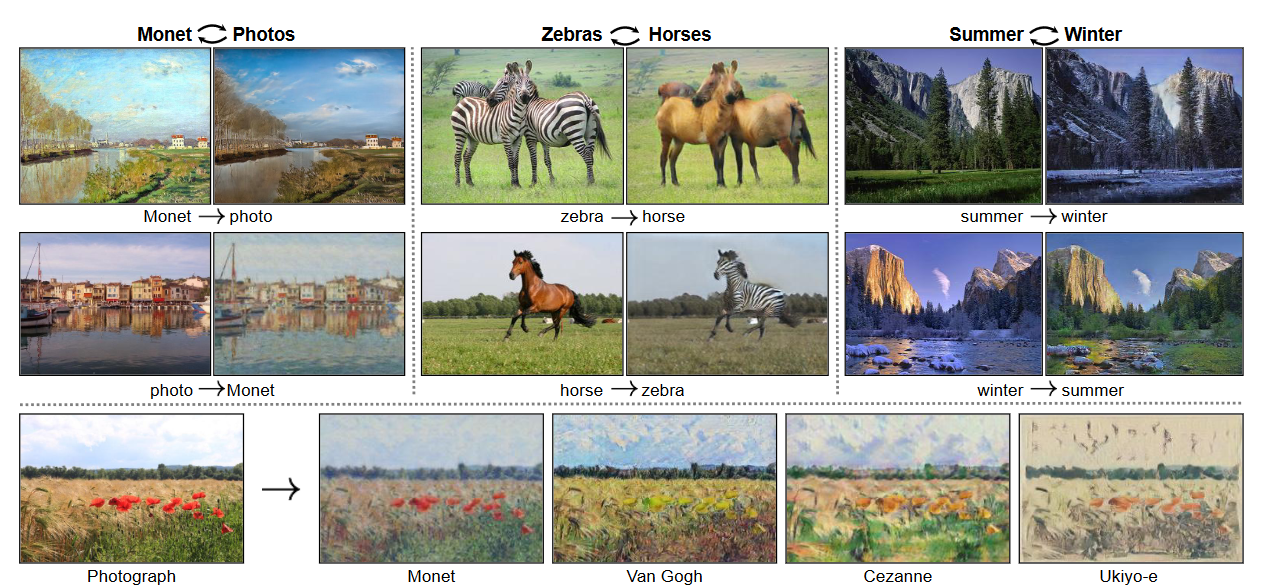 Monet ⇄ Photos
Zebras ⇄ Horses
Summer ⇄ Winter
Monet → photo
zebra → horse
summer → winter
photo → Monet
horse → zebra
winter → summer
Photograph
Monet
Van Gogh
Cezanne
Ukiyo-e